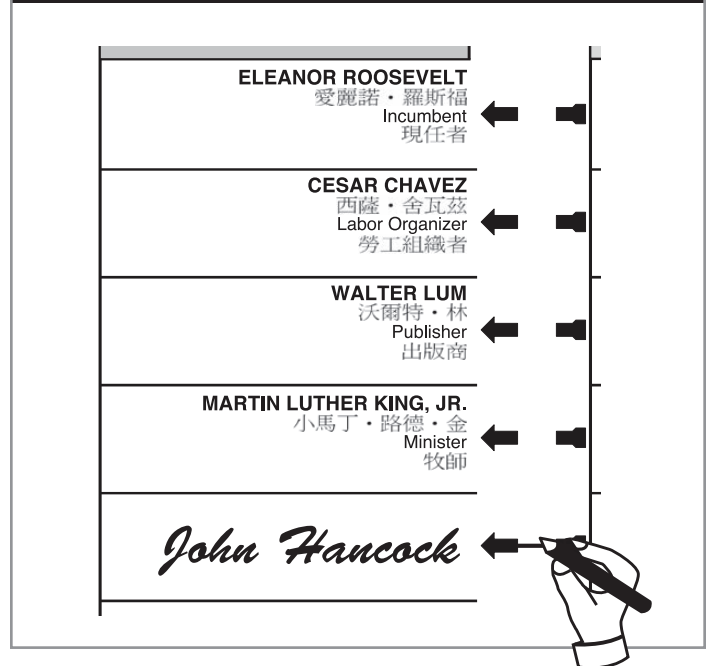 ELEANOR ROOSEVELT
愛麗諾・羅斯福
Incumbent
現任者
CESAR CHAVEZ
西薩・舍瓦茲
Labor Organizer
勞工組織者
WALTER LUM
沃爾特・林
Publisher
出版商
MARTIN LUTHER KING, JR.
小馬丁・路德・金
Minister
牧師
John Hancock